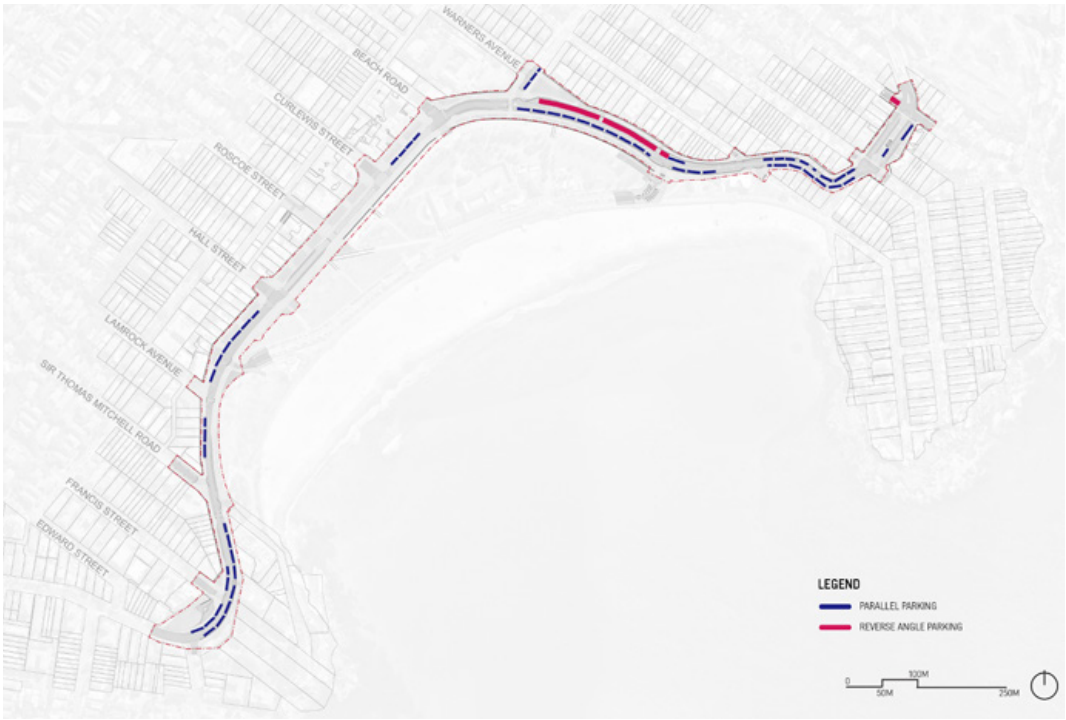 WARNERS AVENUE
BEACH ROAD
CURLEWIS STREET
ROSCOE STREET
HALL STREET
LAMROCK AVENUE
SIR THOMAS MITCHELL ROAD
FRANCIS STREET
EDWARD STREET
LEGEND
PARALLEL PARKING
REVERSE ANGLE PARKING
0
50M
100M
250M